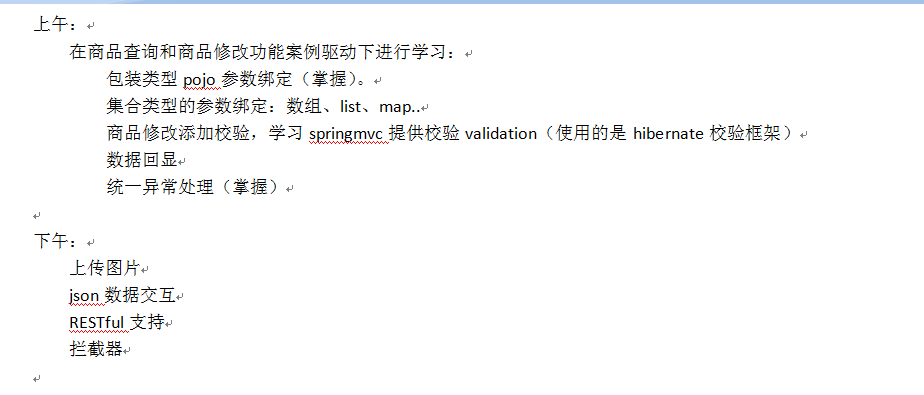 上午：
在商品查询和商品修改功能案例驱动下进行学习：
包装类型 pojo 参数绑定（掌握）。
集合类型的参数绑定：数组、list、map..
商品修改添加校验，学习 springmvc 提供校验 validation（使用的是 hibernate 校验框架）
数据回显
统一异常处理（掌握）
下午：
上传图片
json 数据交互
RESTful 支持
拦截器